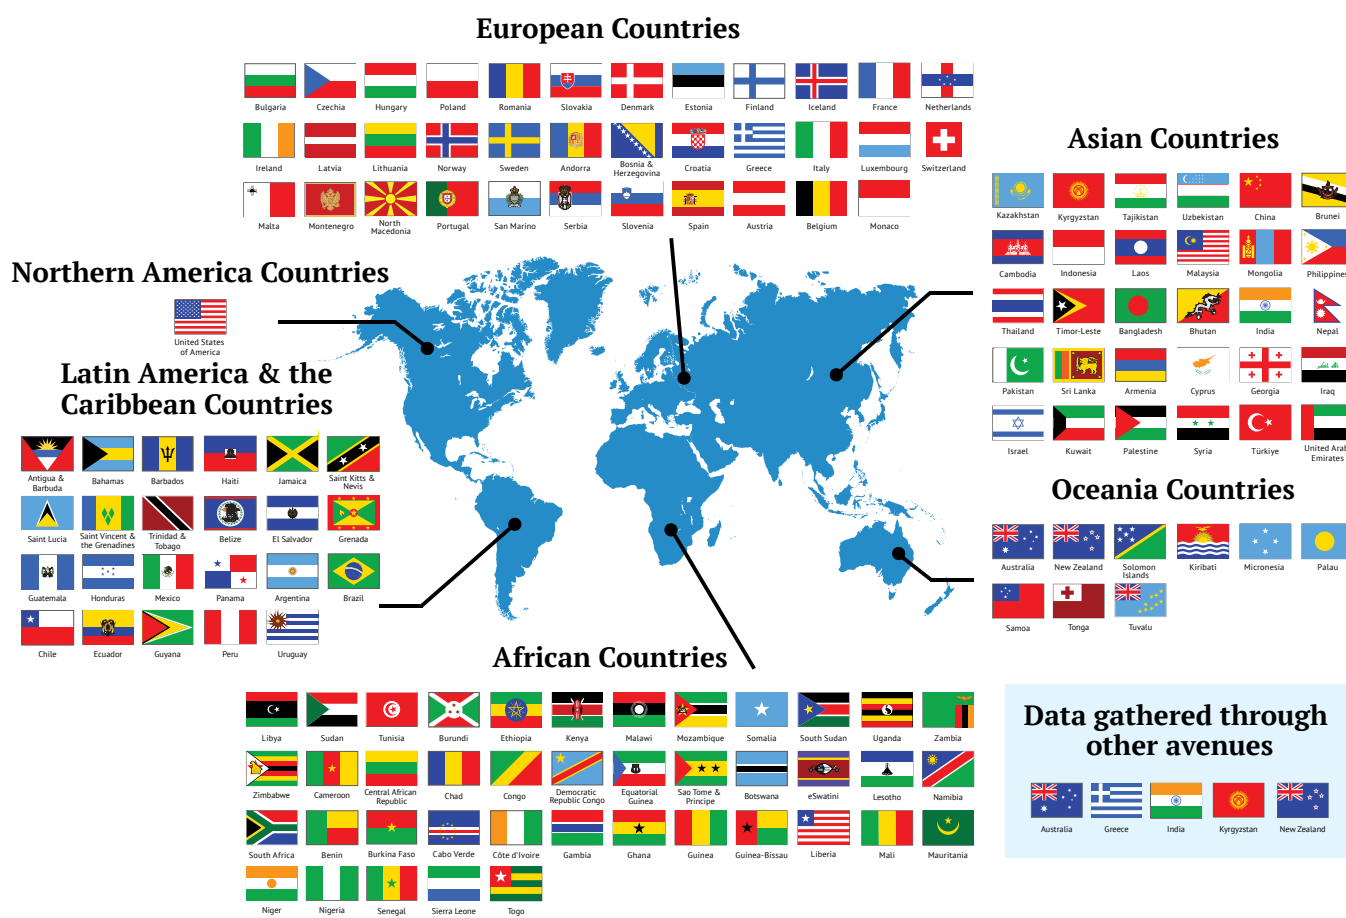 European Countries
Bulgaria Czechia Hungary Poland Romania Slovakia Denmark Estonia Finland Iceland France Netherlands
Ireland Latvia Lithuania Norway Sweden Andorra Bosnia & Herzegovina Croatia Greece Italy Luxembourg Switzerland
Malta Montenegro North Macedonia Portugal San Marino Serbia Slovenia Spain Austria Belgium Monaco
Asian Countries
Kazakhstan Kyrgyzstan Tajikistan Uzbekistan China Brunei
Cambodia Indonesia Laos Malaysia Mongolia Philippines
Thailand Timor-Leste Bangladesh Bhutan India Nepal
Pakistan Sri Lanka Armenia Cyprus Georgia Iraq
Israel Kuwait Palestine Syria Türkiye United Arab Emirates
Northern America Countries
United States
of America
Latin America & the
Caribbean Countries
Antigua & Barbuda Bahamas Barbados Haiti Jamaica Saint Kitts & Nevis
Saint Lucia Saint Vincent & the Grenadines Trinidad & Tobago Belize El Salvador Grenada
Guatemala Honduras Mexico Panama Argentina Brazil
Chile Ecuador Guyana Peru Uruguay
Oceania Countries
Australia New Zealand Solomon Islands Kiribati Micronesia Palau
Samoa Tonga Tuvalu
African Countries
Libya Sudan Tunisia Burundi Ethiopia Kenya Malawi Mozambique Somalia South Sudan Uganda Zambia
Zimbabwe Cameroon Central African Republic Chad Congo Democratic Republic Congo Equatorial Guinea Sao Tome & Principe Botswana eSwatini Lesotho Namibia
South Africa Benin Burkina Faso Cabo Verde Côte d'Ivoire Gambia Ghana Guinea Guinea-Bissau Liberia Mali Mauritania
Niger Nigeria Senegal Sierra Leone Togo
Data gathered through
other avenues
Australia Greece India Kyrgyzstan New Zealand